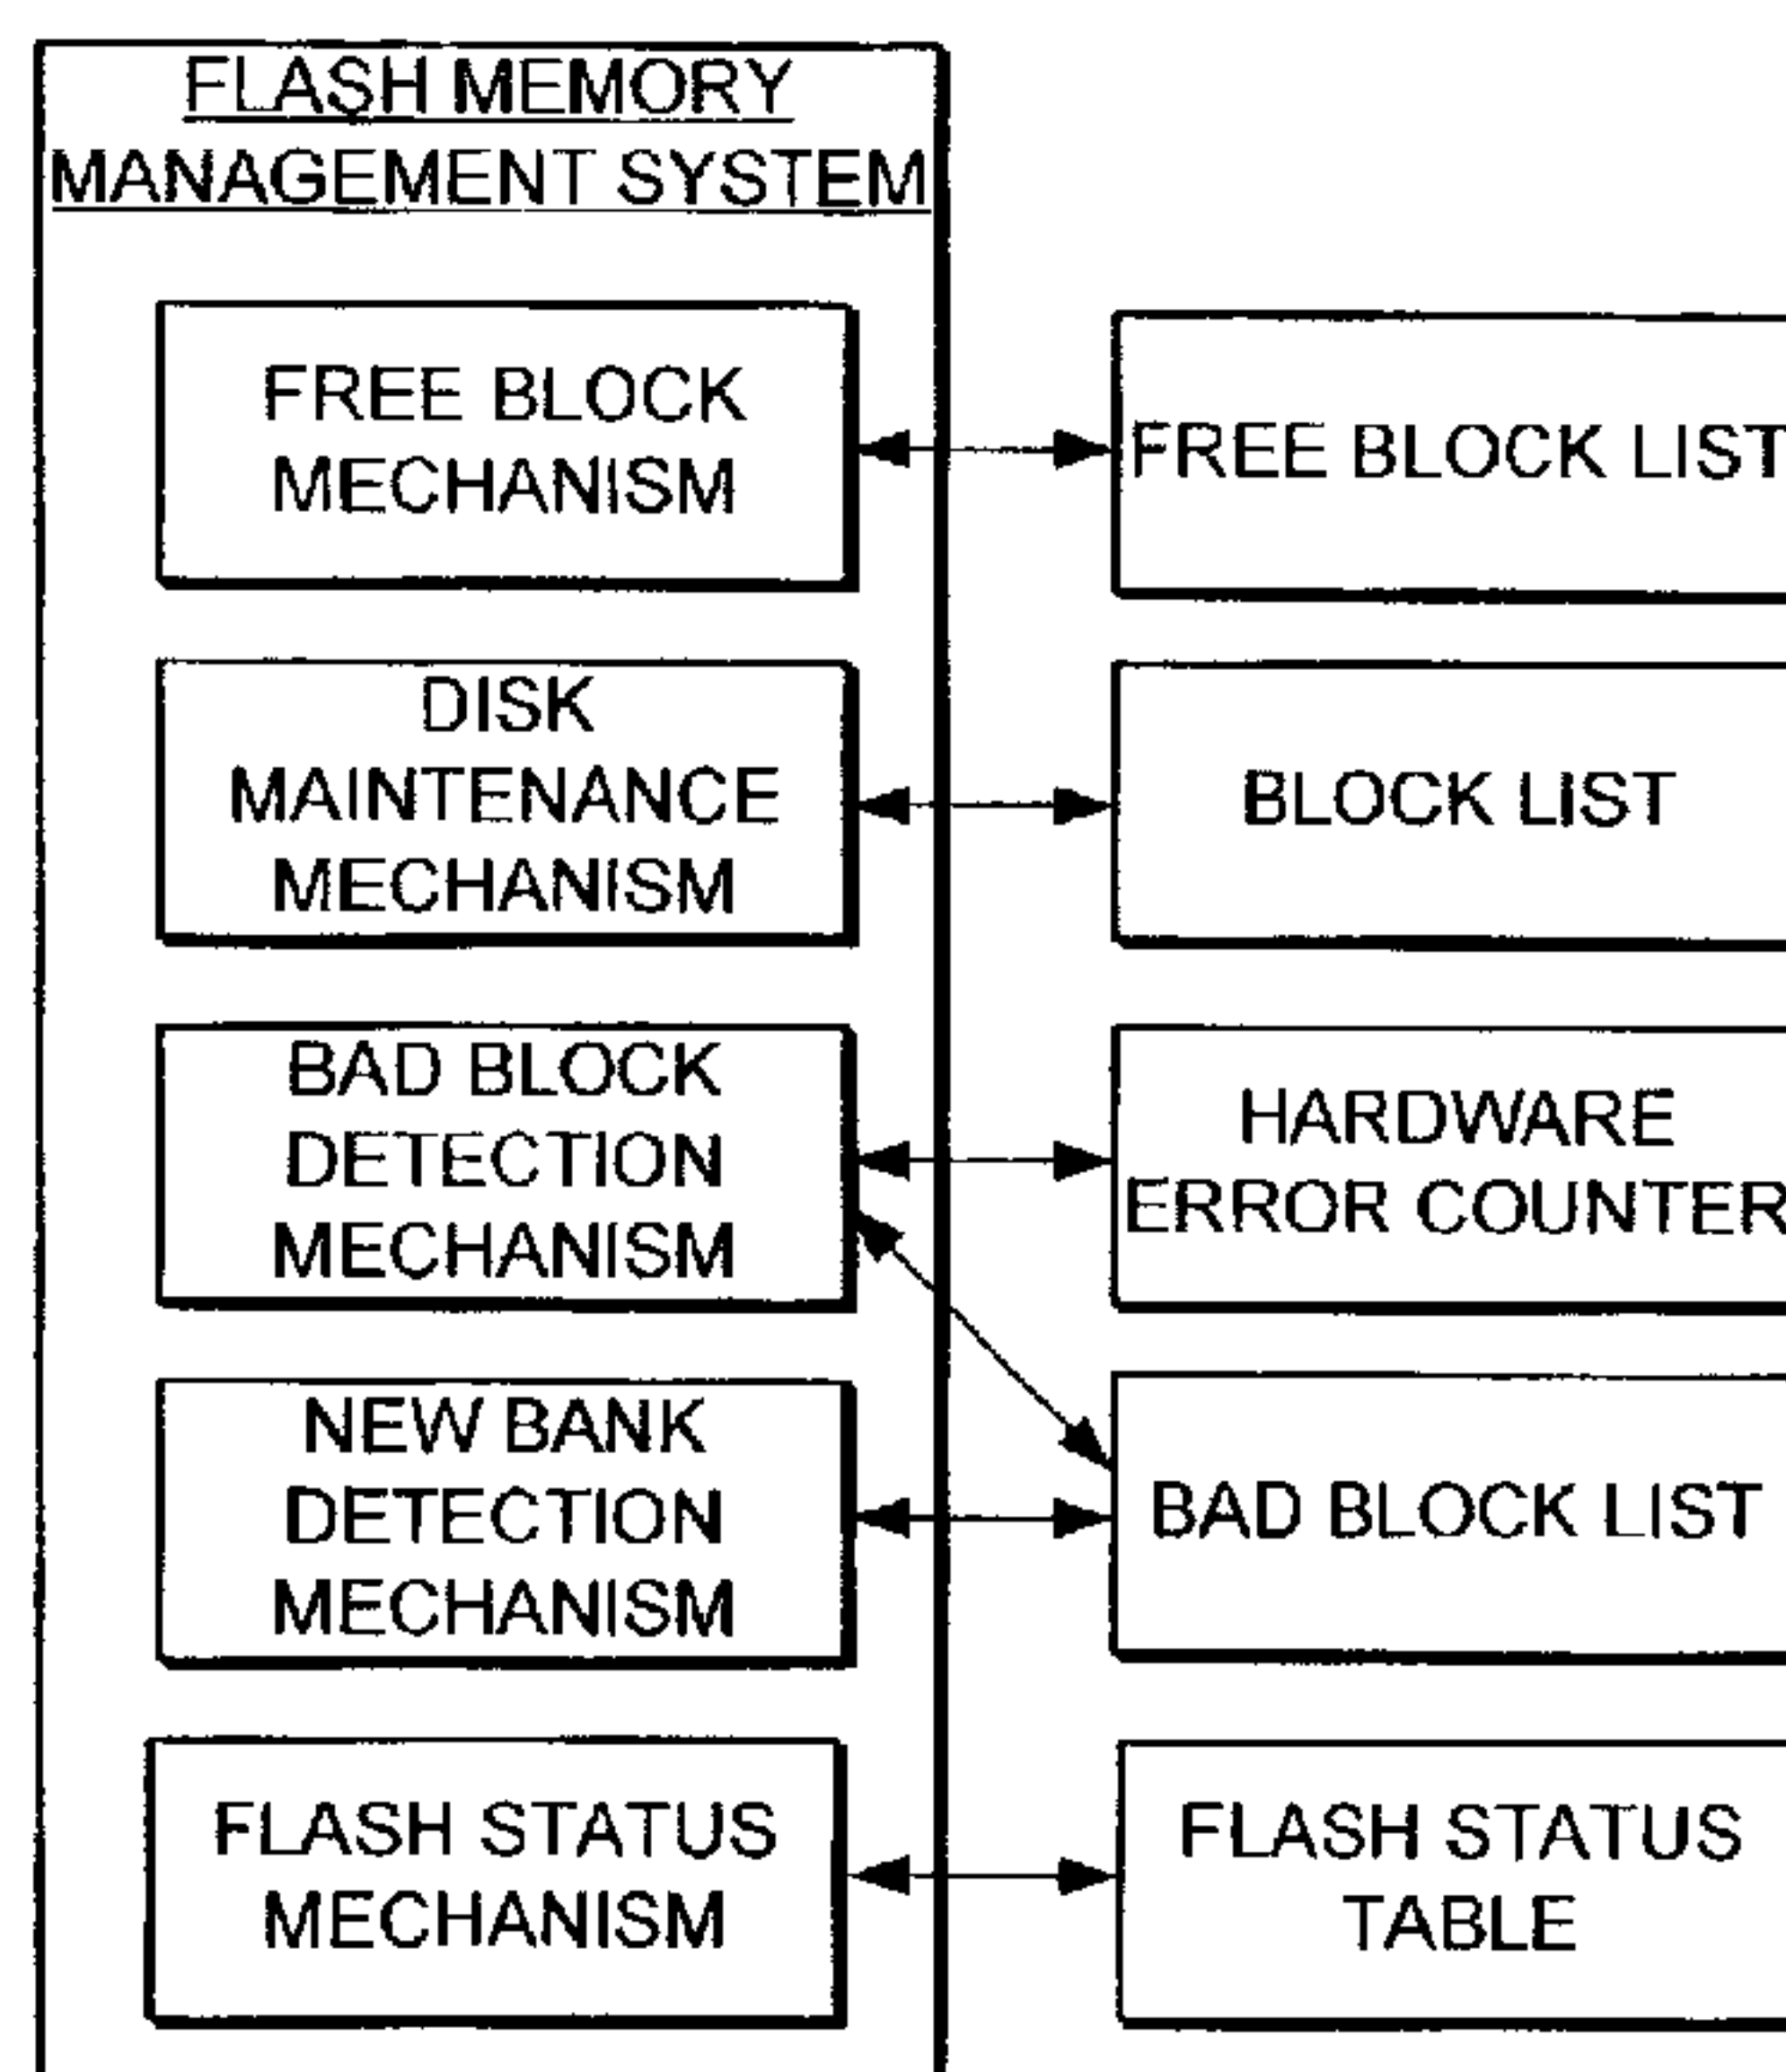 FLASH MEMORY
MANAGEMENT SYSTEM
FREE BLOCK
MECHANISM
FREE BLOCK LIST
DISK
MAINTENANCE
MECHANISM
BLOCK LIST
BAD BLOCK
DETECTION
MECHANISM
HARDWARE
ERROR COUNTER
NEW BANK
DETECTION
MECHANISM
BAD BLOCK LIST
FLASH STATUS
MECHANISM
FLASH STATUS
TABLE